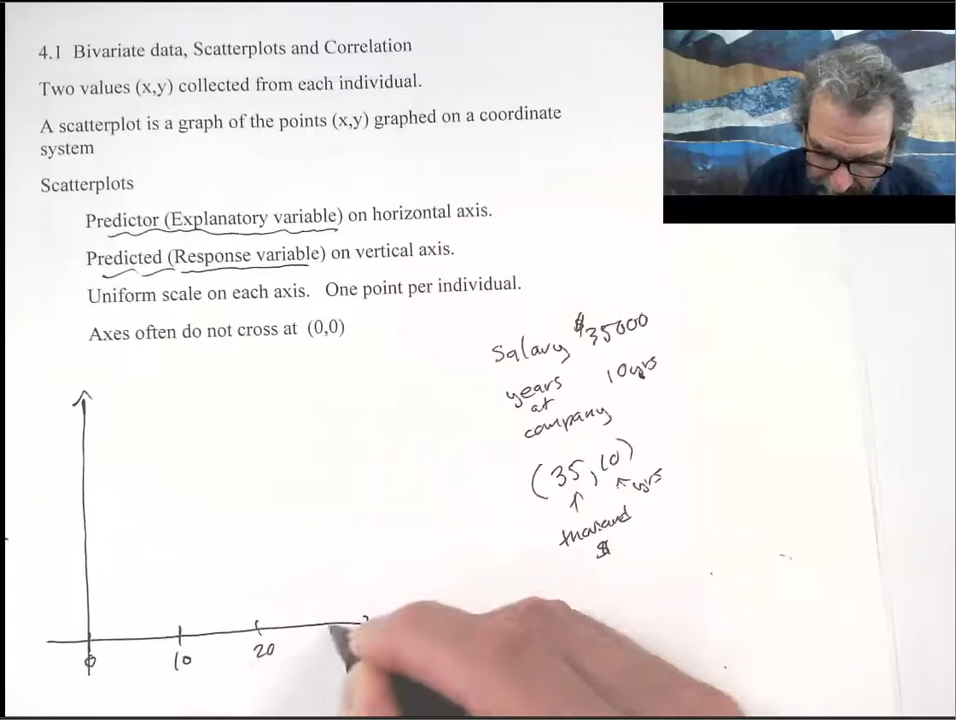 4.1 Bivariate data, Scatterplots and Correlation
Two values (x,y) collected from each individual.
A scatterplot is a graph of the points (x,y) graphed on a coordinate
system
Scatterplots
Predictor (Explanatory variable) on horizontal axis.
Predicted (Response variable) on vertical axis.
Uniform scale on each axis. One point per individual.
Axes often do not cross at (0,0)
Salary $35000
years 10 yrs
at
company
(35,10)
yrs
thousand
$
0 10 20